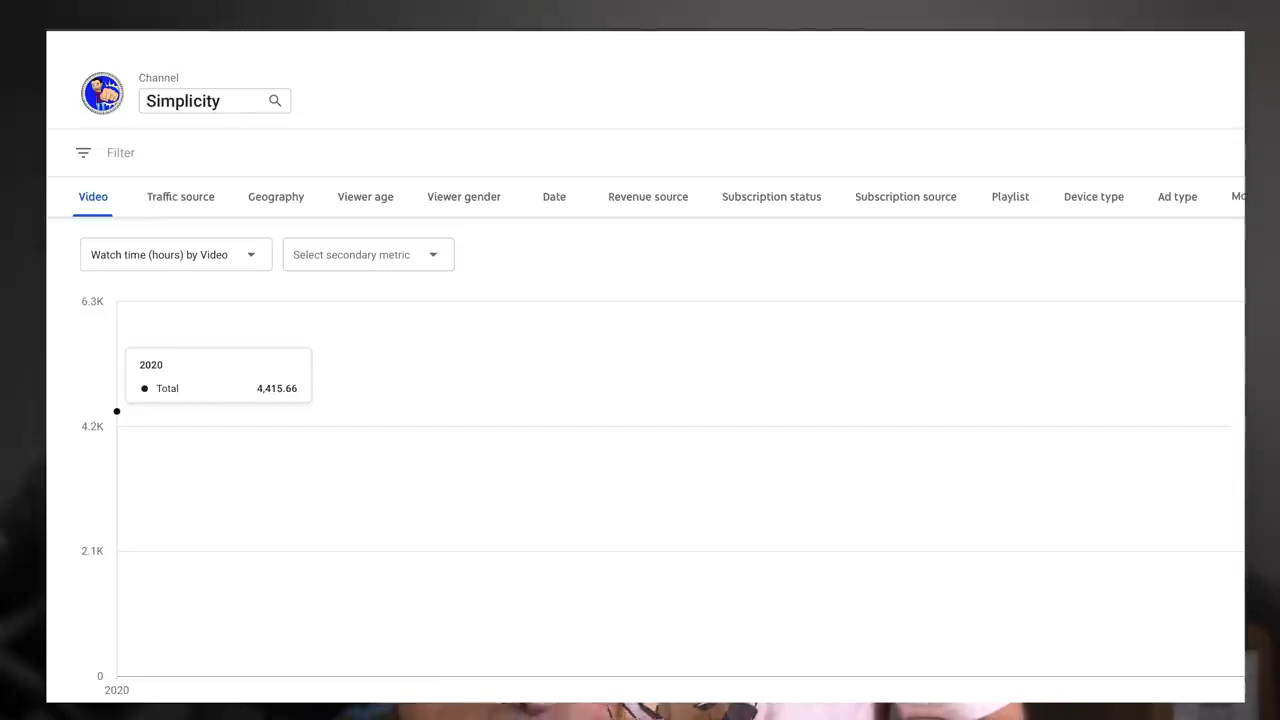 Channel
Simplicity
Filter
Video Traffic source Geography Viewer age Viewer gender Date Revenue source Subscription status Subscription source Playlist Device type Ad type Mo
Watch time (hours) by Video Select secondary metric
6.3K
2020
Total 4,415.66
4.2K
2.1K
0
2020